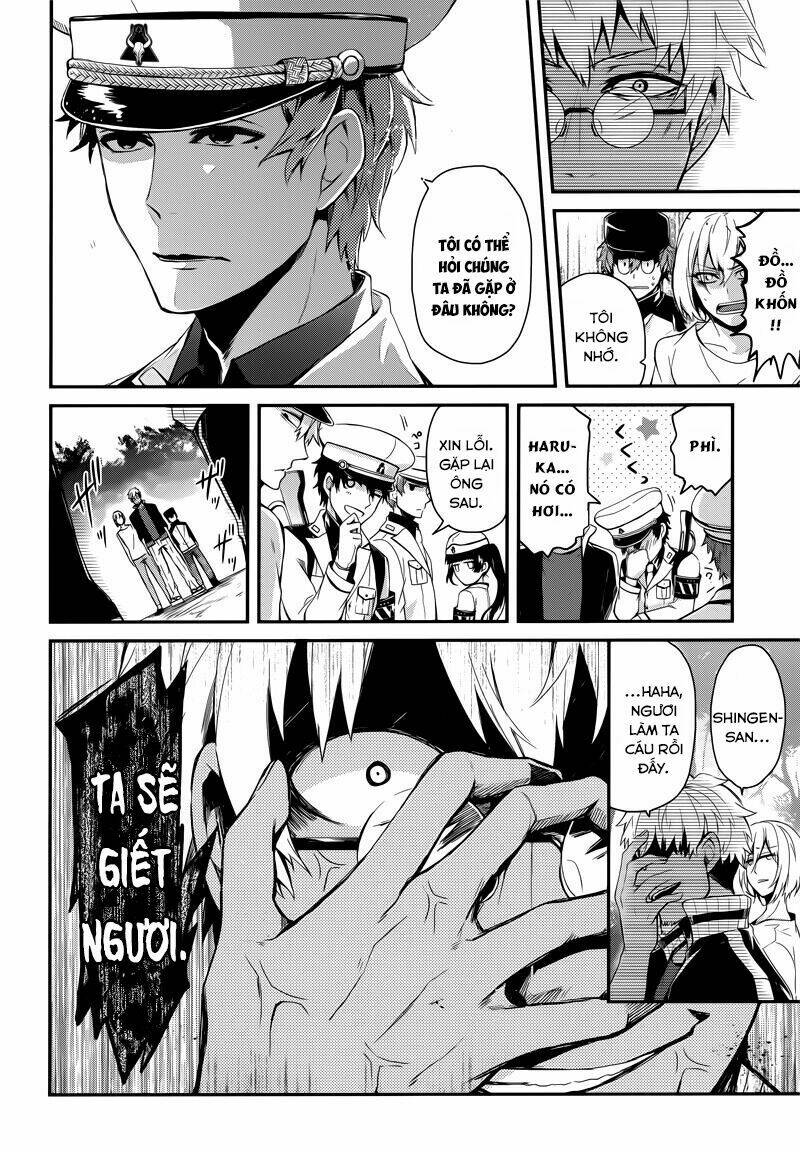 ĐỒ...
ĐỒ
KHỐN
!!
TÔI
KHÔNG
NHỚ.
TÔI CÓ THỂ
HỎI CHÚNG
TA ĐÃ GẶP Ở
ĐÂU KHÔNG?
PHÌ.
HARU-
KA...
NÓ CÓ
HƠI...
XIN LỖI.
GẶP LẠI
ÔNG
SAU.
SHINGEN-
SAN...
...HAHA,
NGƯƠI
LÀM TA
CÁU RỒI
ĐẤY.
TA SẼ
GIẾT
NGƯƠI.